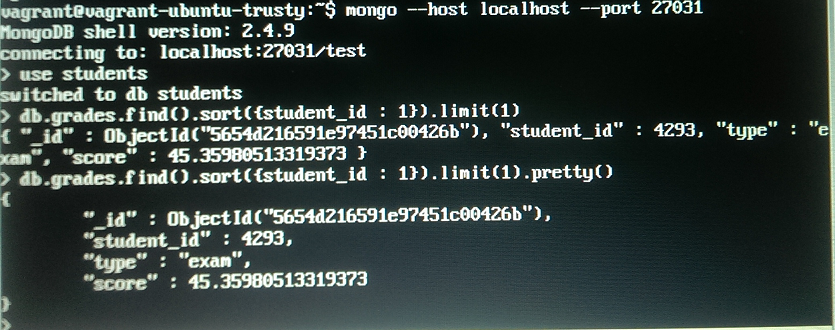 vagrant@vagrant-ubuntu-trusty:~$ mongo --host localhost --port 27031
MongoDB shell version: 2.4.9
connecting to: localhost:27031/test
> use students
switched to db students
> db.grades.find().sort({student_id : 1}).limit(1)
{ "_id" : ObjectId("5654d216591e97451c00426b"), "student_id" : 4293, "type" : "e
xam", "score" : 45.35980513319373 }
> db.grades.find().sort({student_id : 1}).limit(1).pretty()
{
        "_id" : ObjectId("5654d216591e97451c00426b"),
        "student_id" : 4293,
        "type" : "exam",
        "score" : 45.35980513319373
}
>